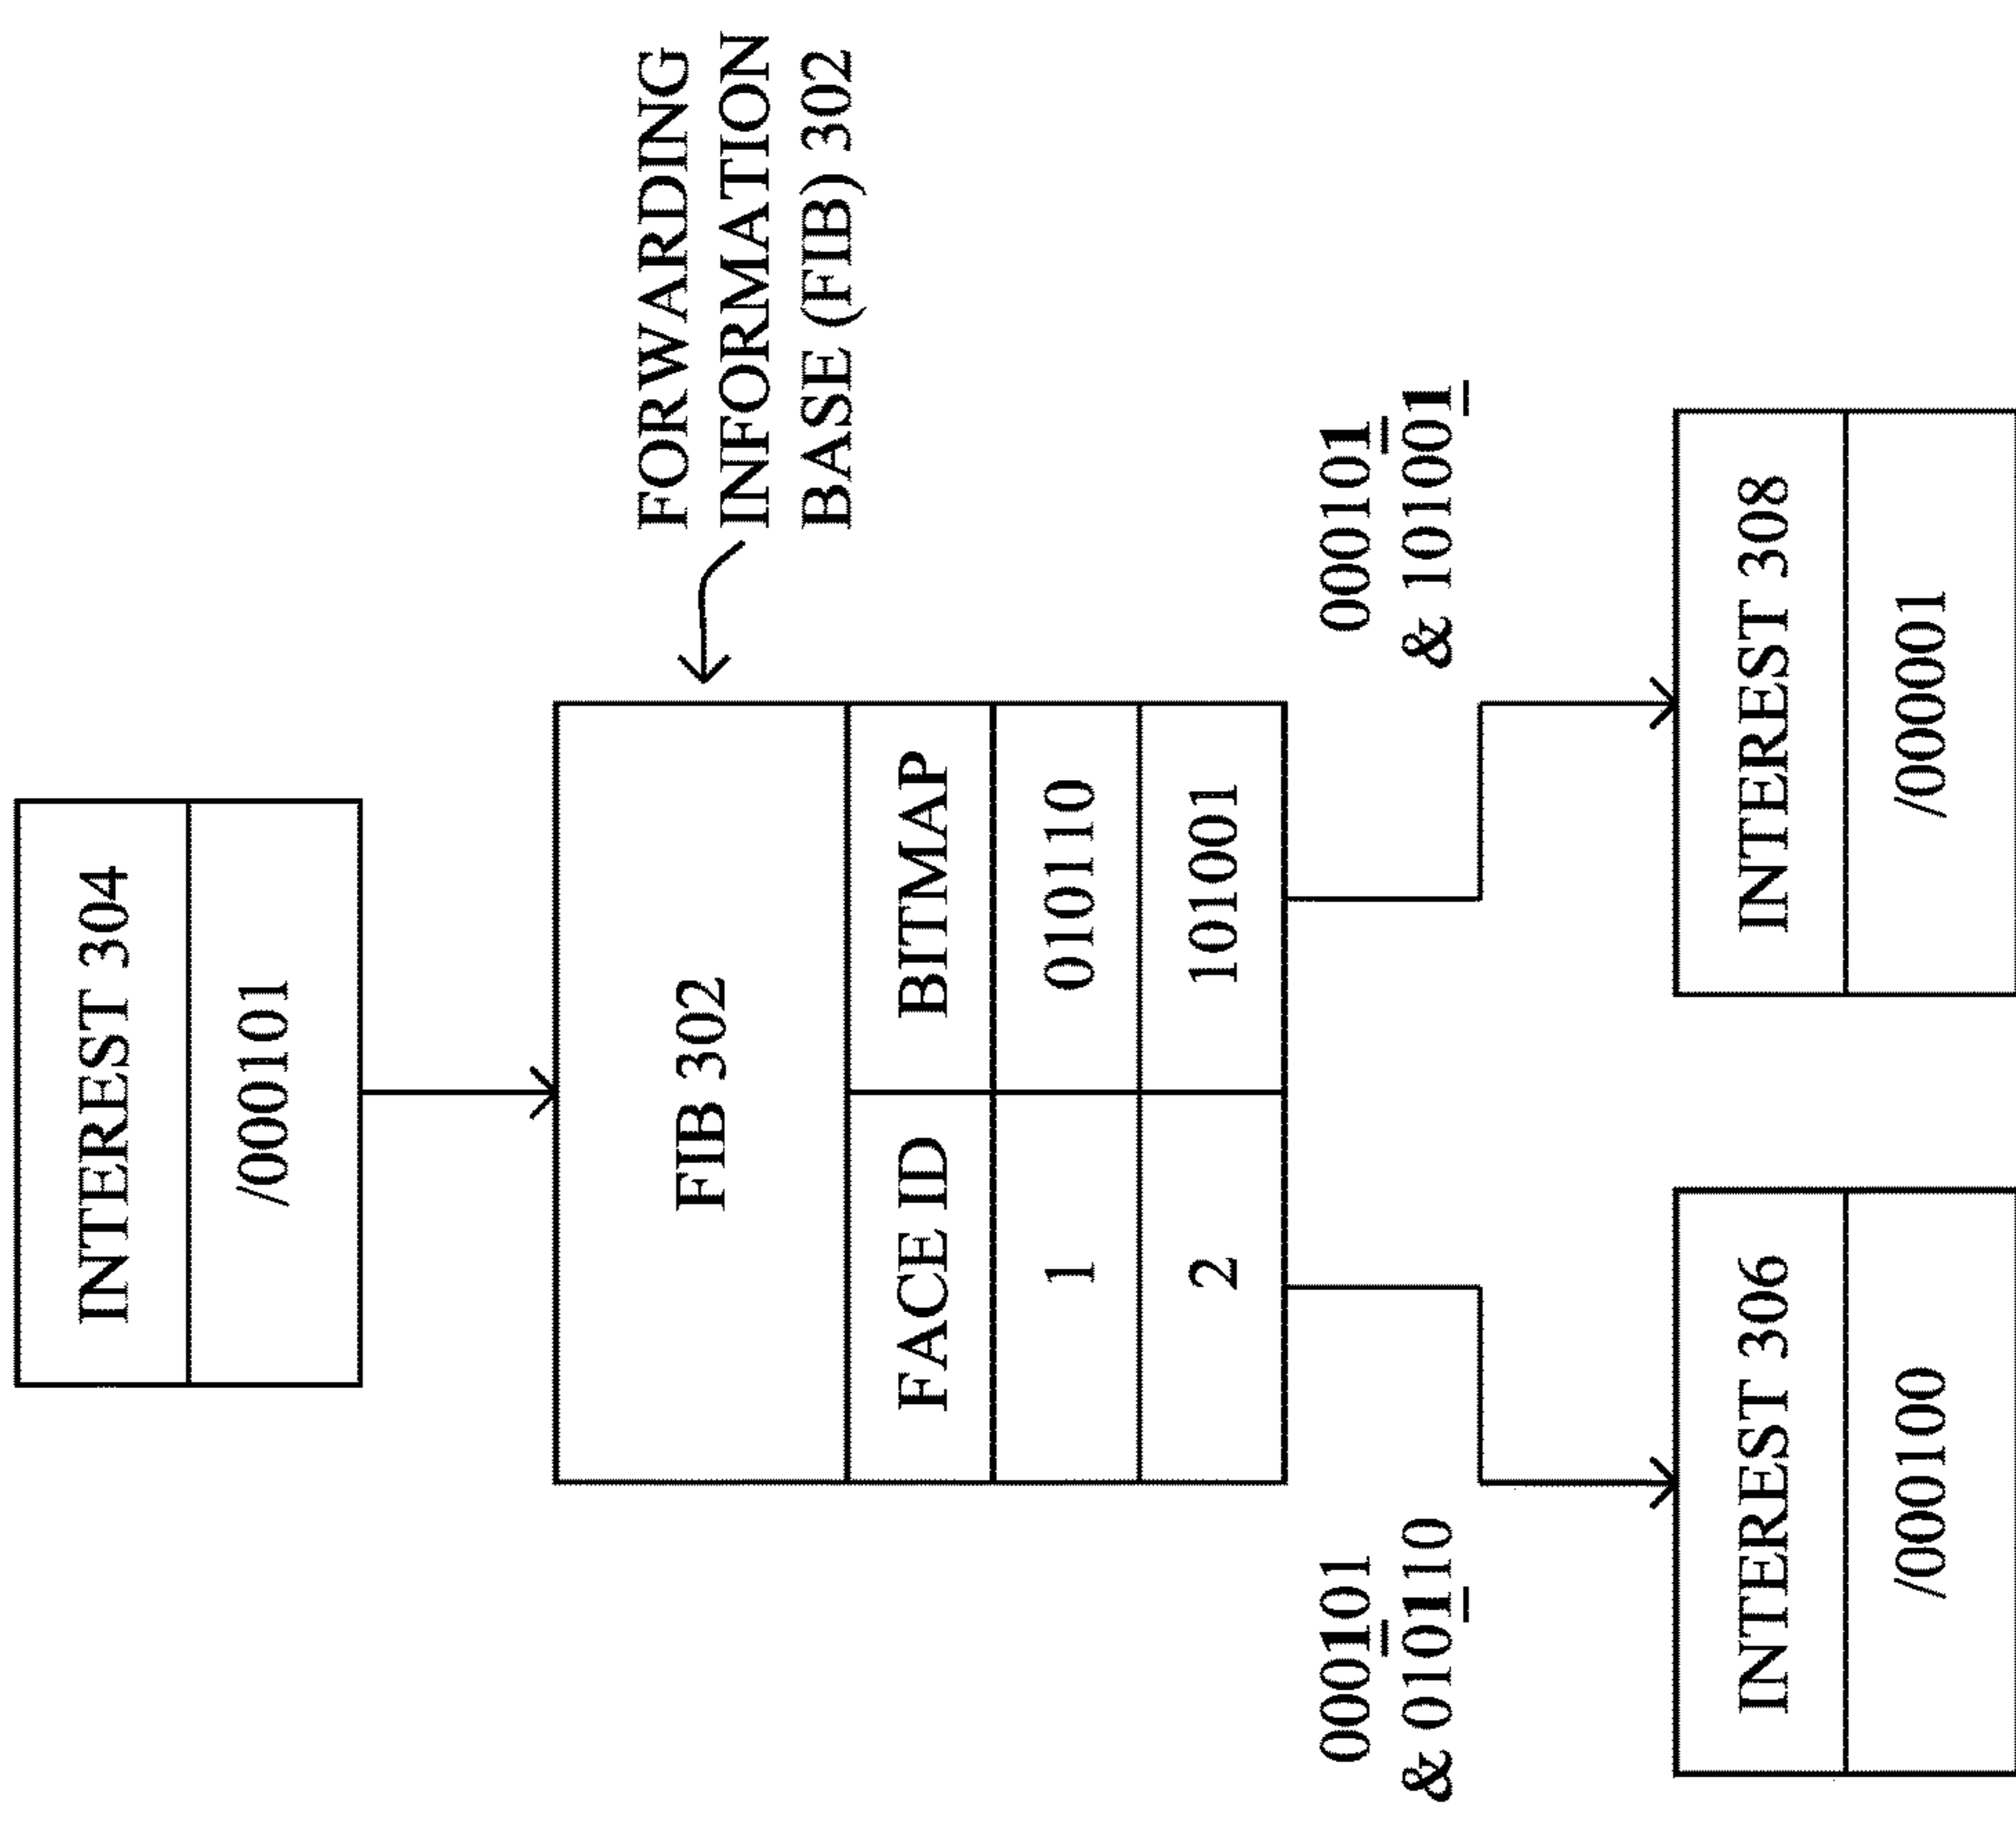 INTEREST 304
/000101
FORWARDING
INFORMATION
BASE (FIB) 302
FIB 302
FACE ID BITMAP
1 010110
2 101001
000101
& 010110
000101
& 101001
INTEREST 306
/000100
INTEREST 308
/000001